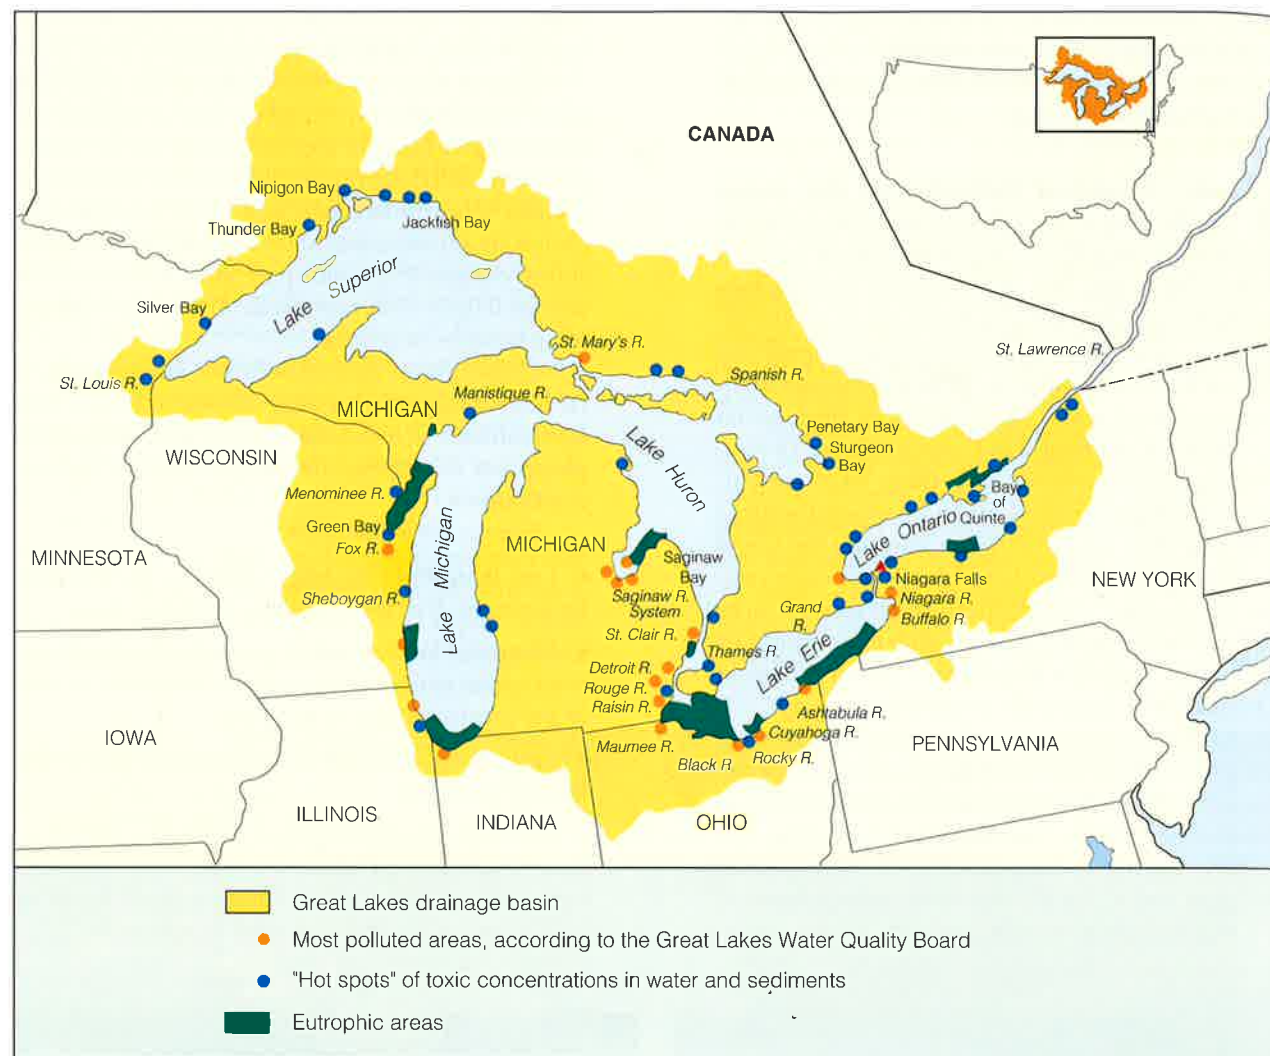 CANADA
Nipigon Bay
Thunder Bay
Jackfish Bay
Lake Superior
Silver Bay
St. Louis R.
St. Mary's R.
Spanish R.
St. Lawrence R.
Manistique R.
MICHIGAN
WISCONSIN
Penetary Bay
Sturgeon
Bay
Lake Huron
Menominee R.
Green Bay
Fox R.
Lake Michigan
MICHIGAN
Saginaw
Bay
Bay
of
Quinte
Lake Ontario
MINNESOTA
Sheboygan R.
Saginaw R.
System
Niagara Falls
Niagara R.
Buffalo R.
NEW YORK
Grand
R.
St. Clair R.
Thames R.
Lake Erie
Detroit R.
Rouge R.
Raisin R.
Ashtabula R.
Cuyahoga R.
Maumee R.
Black R.
Rocky R.
IOWA
PENNSYLVANIA
ILLINOIS
INDIANA
OHIO
Great Lakes drainage basin
Most polluted areas, according to the Great Lakes Water Quality Board
"Hot spots" of toxic concentrations in water and sediments
Eutrophic areas